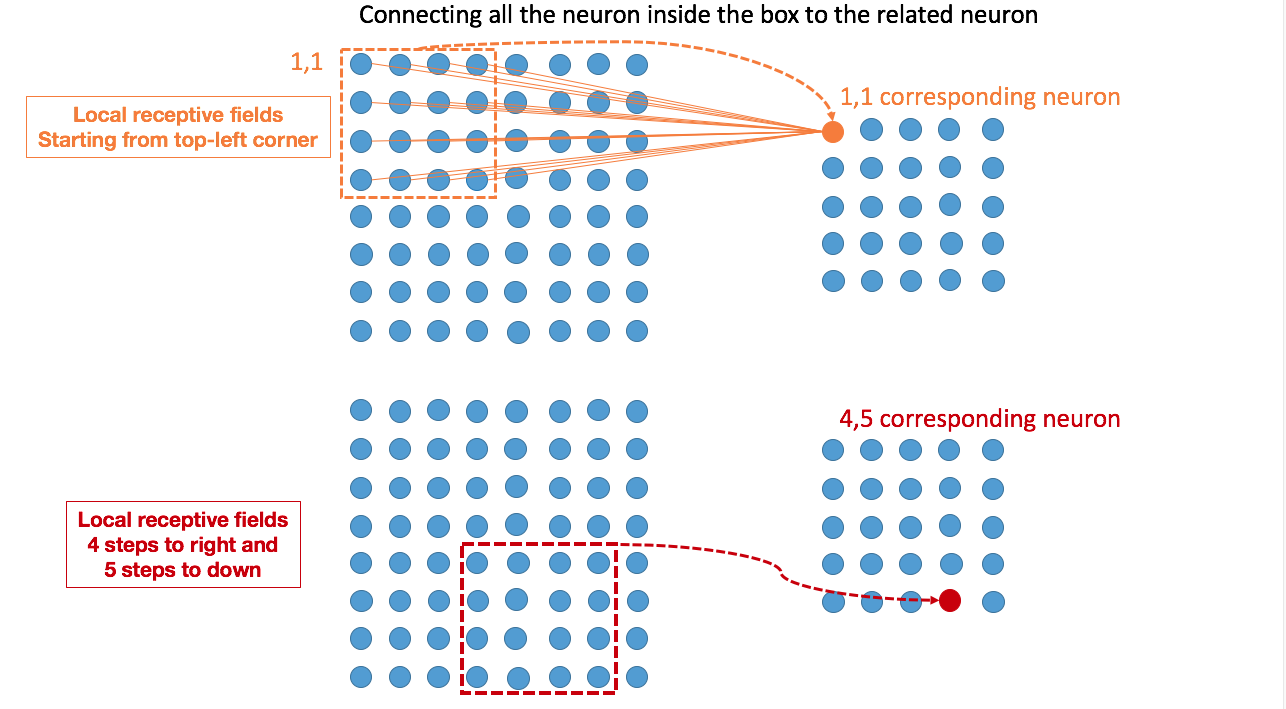 Connecting all the neuron inside the box to the related neuron
1,1
Local receptive fields
Starting from top-left corner
1,1 corresponding neuron
4,5 corresponding neuron
Local receptive fields
4 steps to right and
5 steps to down